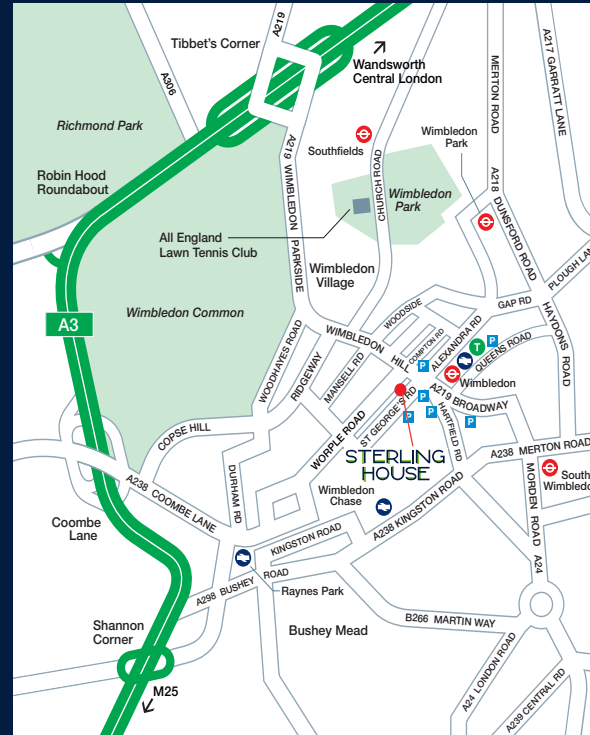 A219
Tibbet's Corner
A306
Wandsworth
Central London
MERTON ROAD
A217 GARRATT LANE
Richmond Park
Robin Hood
Roundabout
Southfields
Wimbledon
Park
CHURCH ROAD
Wimbledon
Park
A219 WIMBLEDON PARKSIDE
A218 DUNSFORD ROAD
All England
Lawn Tennis Club
Wimbledon
Village
PLOUGH LAN
Wimbledon Common
A3
WOODSIDE
GAP RD
HAYDONS ROAD
WIMBLEDON HILL
COMPTON RD
ALEXANDRA RD
P
T
P
QUEENS ROAD
WOODHAYES ROAD
RIDGEWAY
MANSELL RD
Wimbledon
A219 BROADWAY
P
P
P
P
ST GEORGE'S RD
HARTFIELD RD
WORPLE ROAD
COPSE HILL
STERLING
HOUSE
A238 MERTON ROAD
South
Wimbledo
A238 COOMBE LANE
DURHAM RD
Wimbledon
Chase
A238 KINGSTON ROAD
MORDEN ROAD A24
Coombe
Lane
KINGSTON ROAD
A298 BUSHEY ROAD
Raynes Park
Shannon
Corner
Bushey Mead
B266 MARTIN WAY
M25
A24 LONDON ROAD
A239 CENTRAL RD